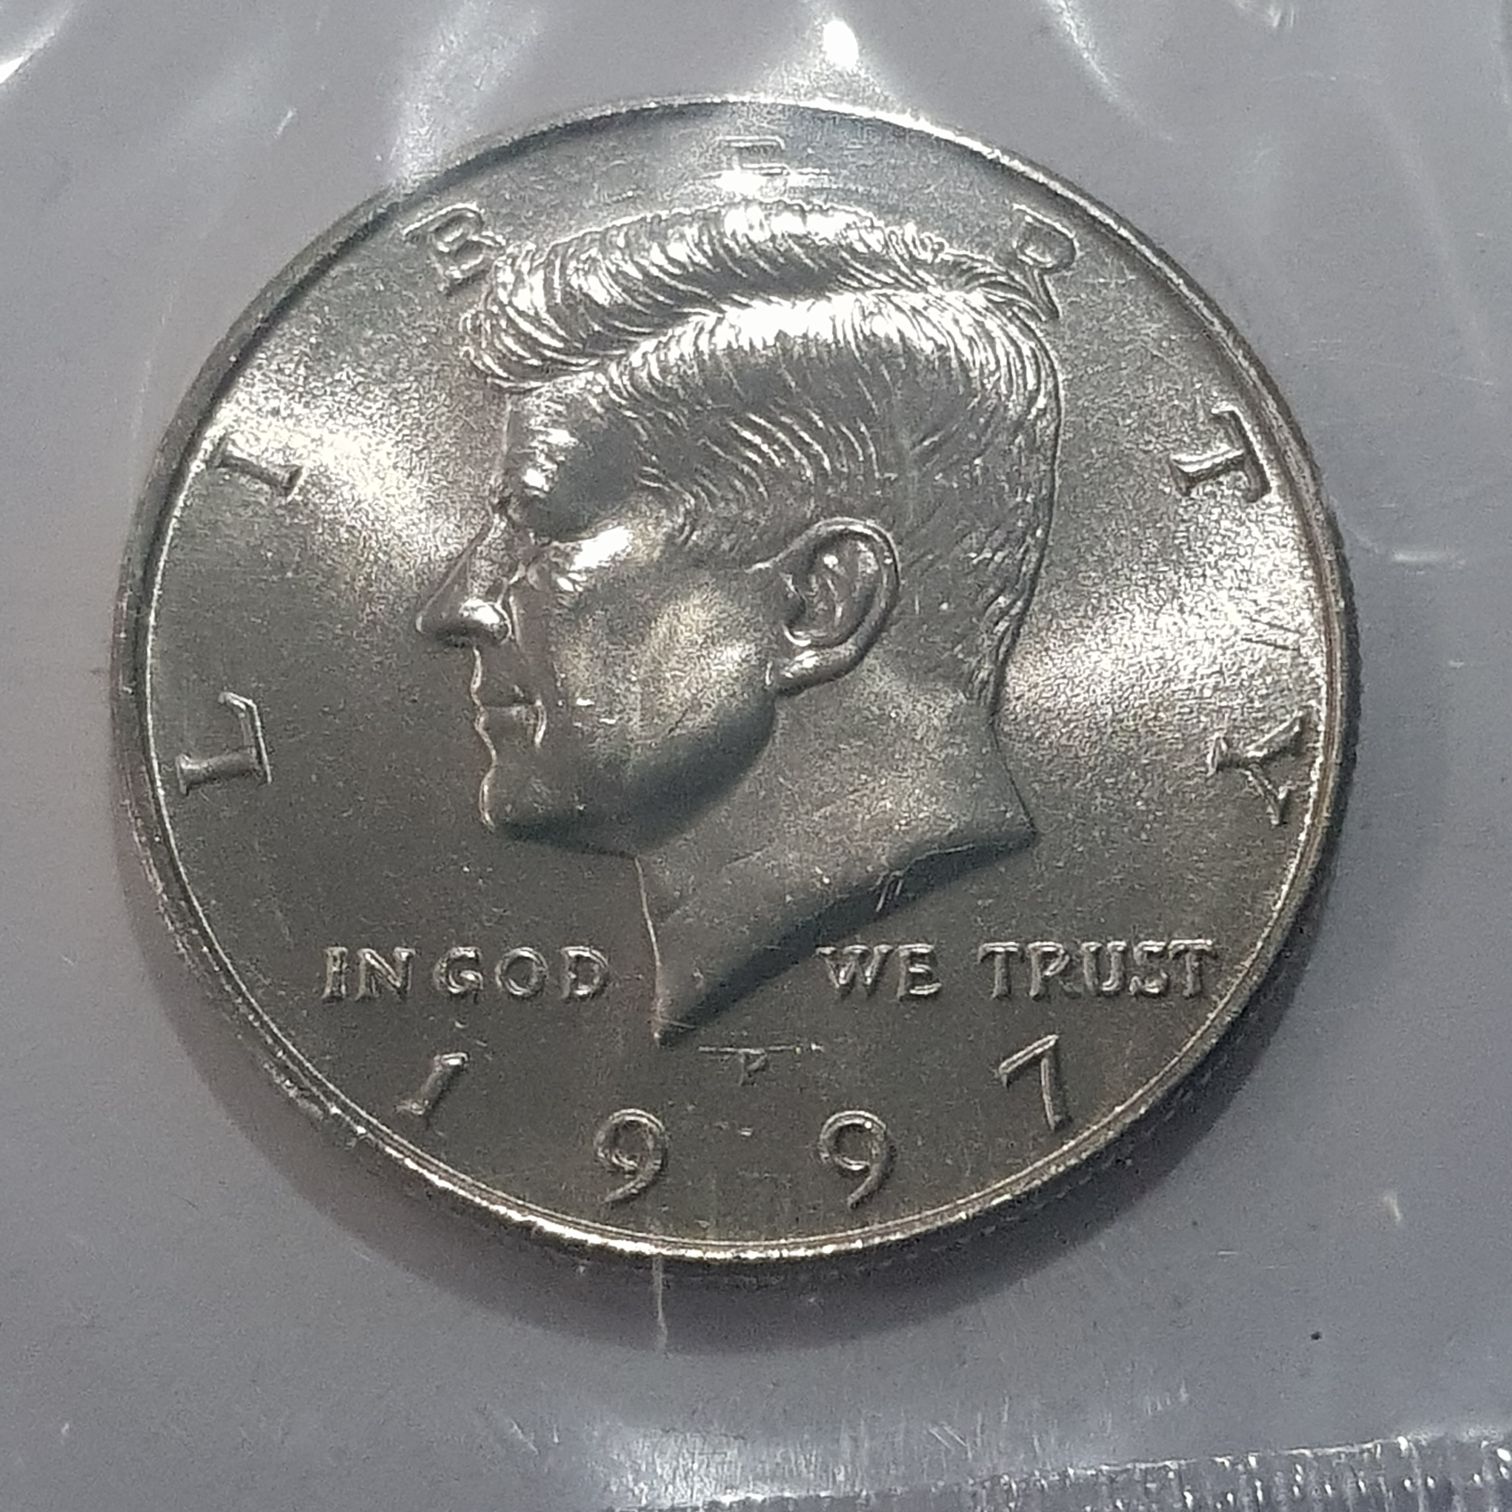 LIBERTY
IN GOD WE TRUST
P
1997